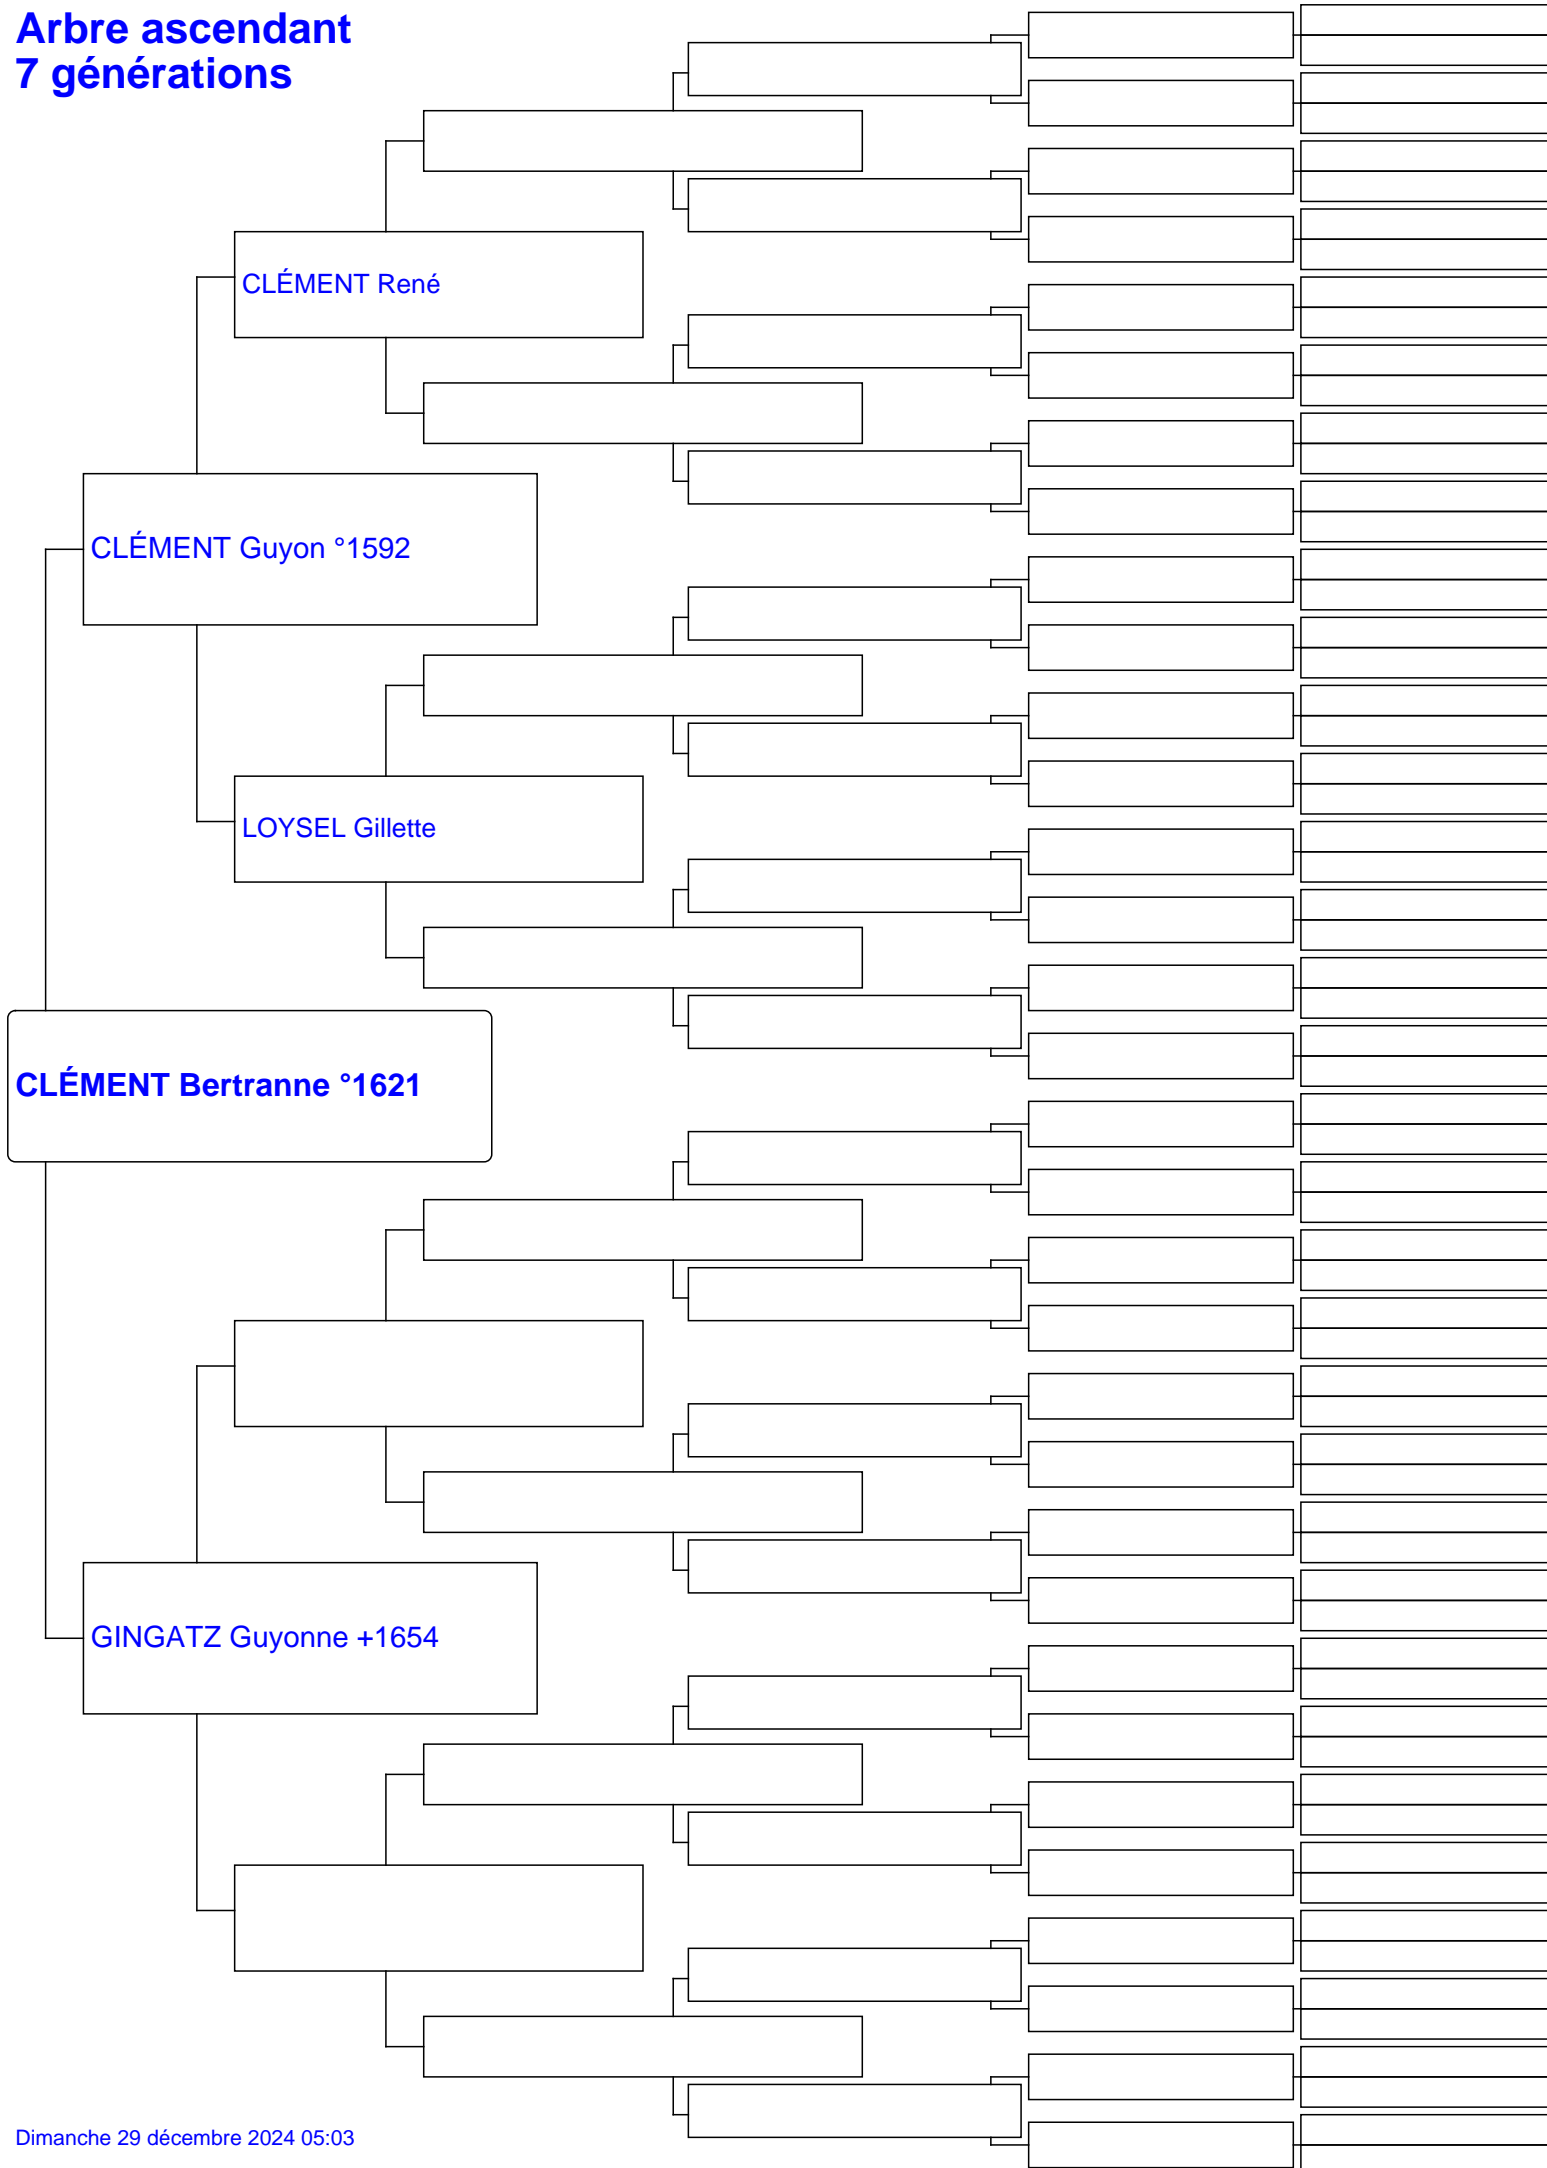 Arbre ascendant
7 générations
CLÉMENT René
CLÉMENT Guyon °1592
LOYSEL Gillette
CLÉMENT Bertranne °1621
GINGATZ Guyonne +1654
Dimanche 29 décembre 2024 05:03